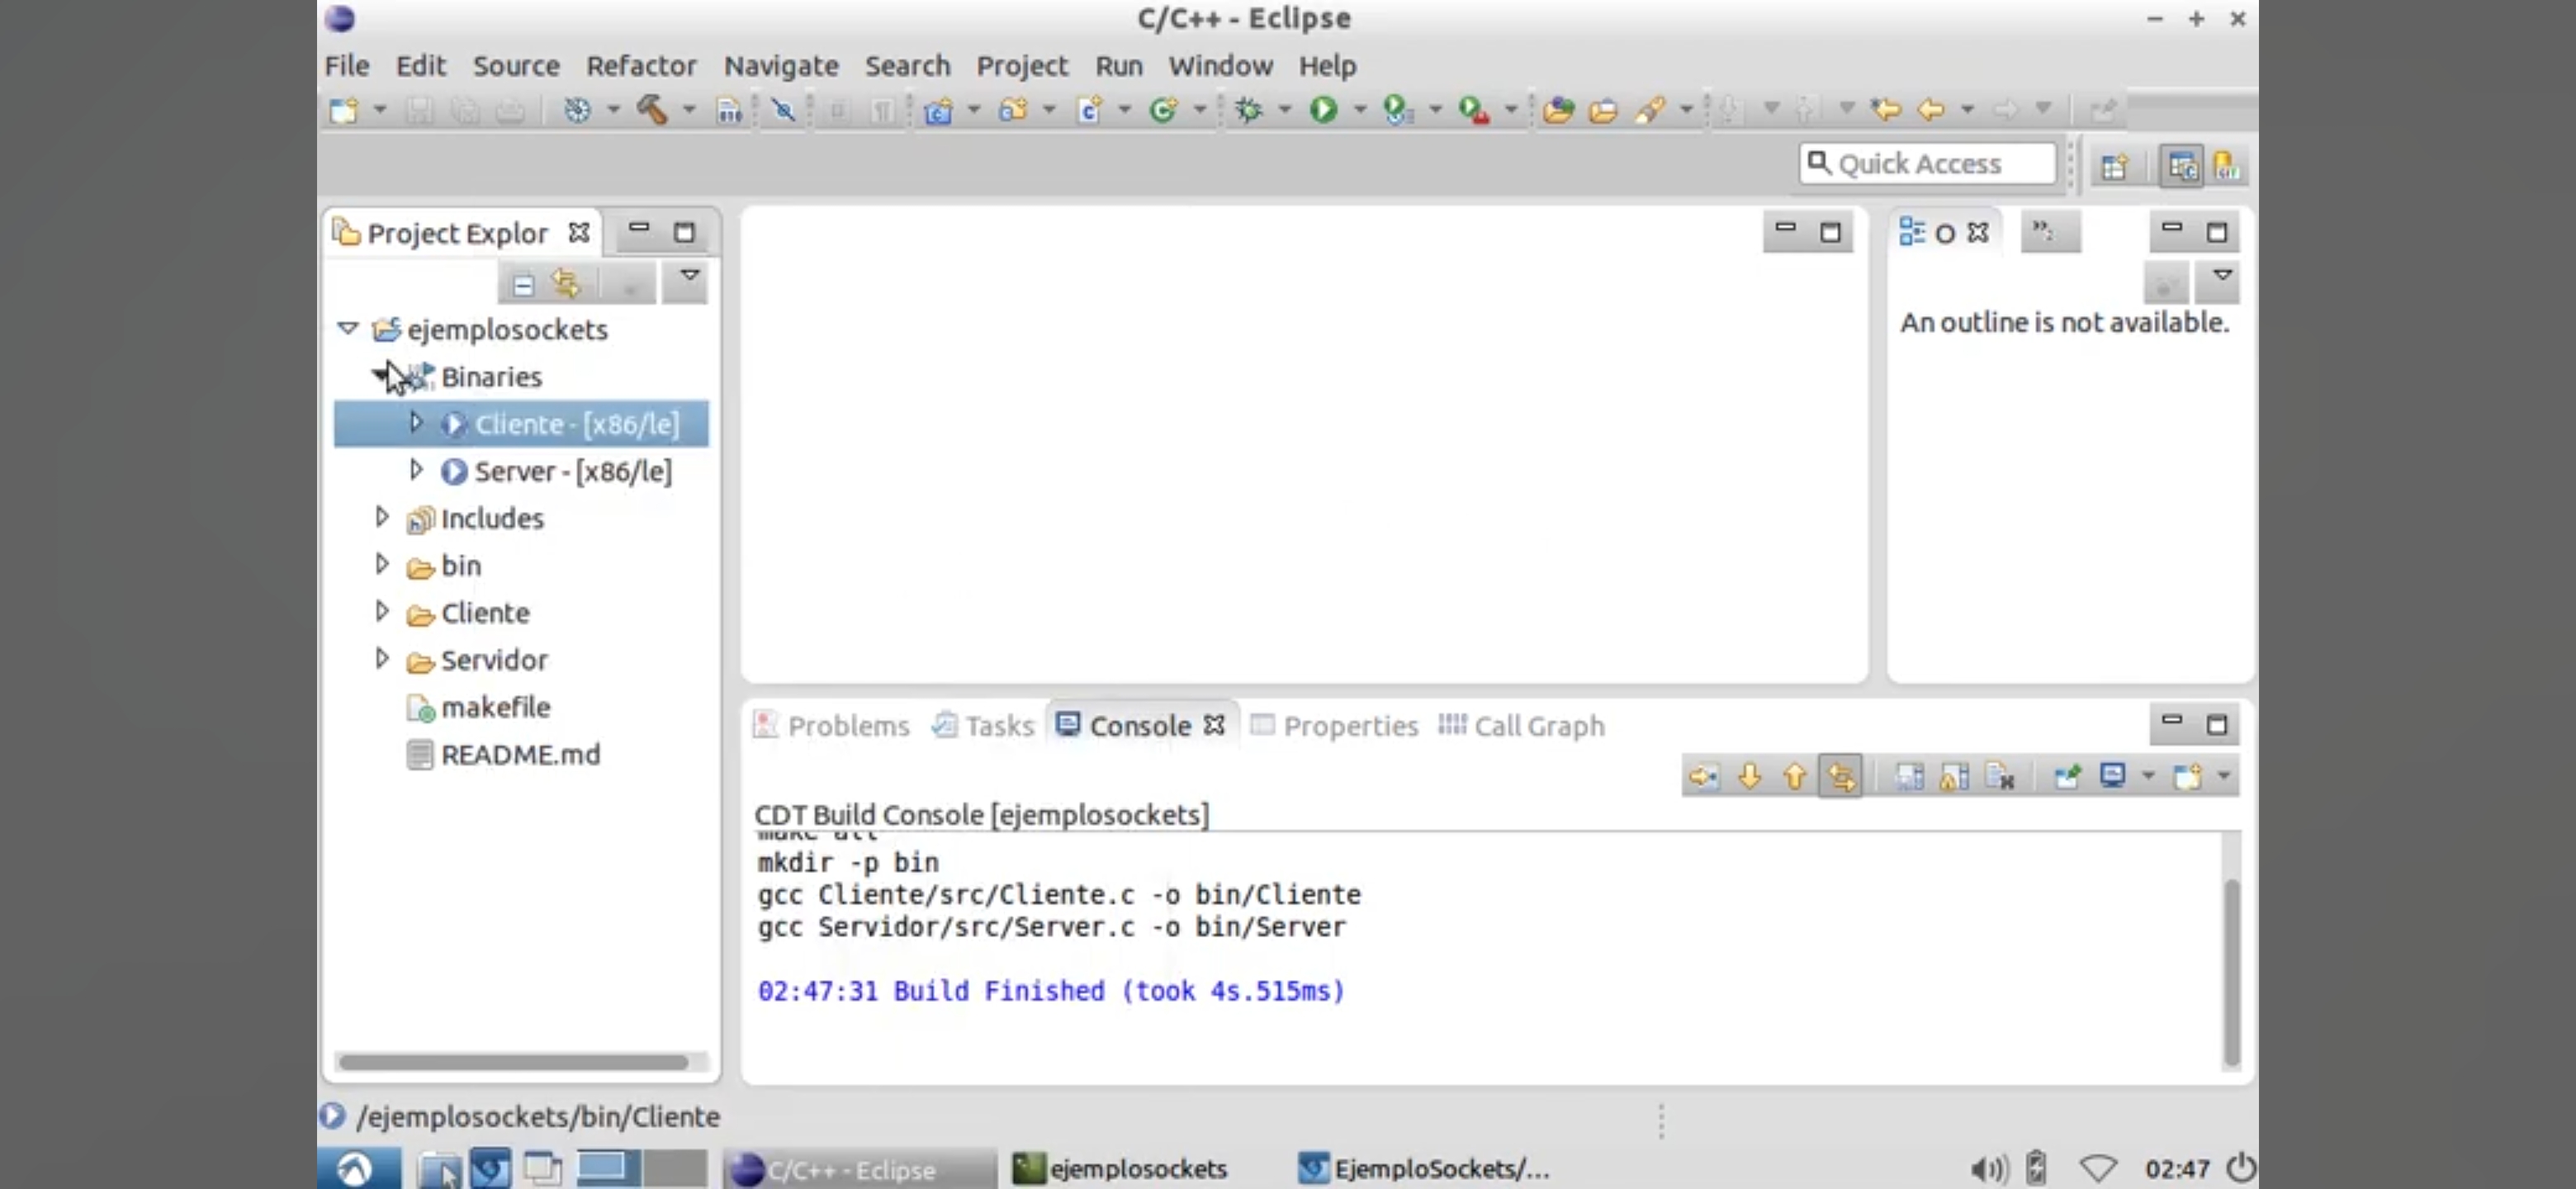 C/C++ - Eclipse
File Edit Source Refactor Navigate Search Project Run Window Help
Quick Access
Project Explor
ejemplosockets
Binaries
Cliente - [x86/le]
Server - [x86/le]
Includes
bin
Cliente
Servidor
makefile
README.md
O
An outline is not available.
Problems Tasks Console Properties Call Graph
CDT Build Console [ejemplosockets]
make all
mkdir -p bin
gcc Cliente/src/Cliente.c -o bin/Cliente
gcc Servidor/src/Server.c -o bin/Server
02:47:31 Build Finished (took 4s.515ms)
/ejemplosockets/bin/Cliente
C/C++ - Eclipse ejemplosockets EjemploSockets/... 02:47